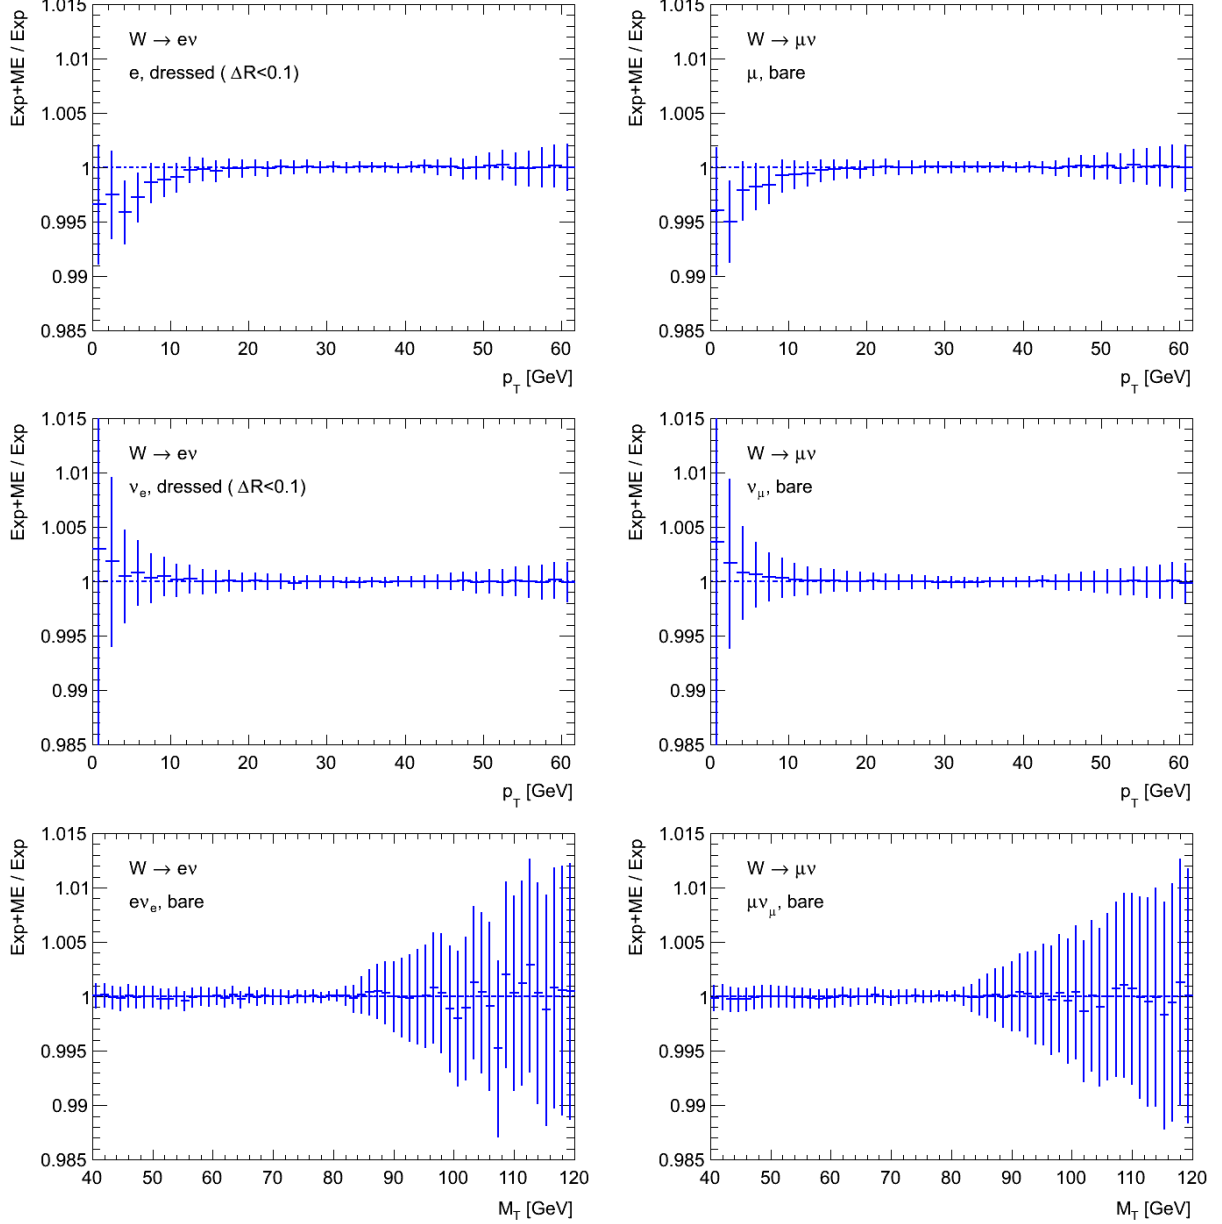 Exp+ME / Exp
1.015
1.01
1.005
1
0.995
0.99
0.985
W → eν
e, dressed ( ΔR<0.1)
0 10 20 30 40 50 60
p_T [GeV]
Exp+ME / Exp
1.015
1.01
1.005
1
0.995
0.99
0.985
W → μν
μ, bare
0 10 20 30 40 50 60
p_T [GeV]
Exp+ME / Exp
1.015
1.01
1.005
1
0.995
0.99
0.985
W → eν
ν_e, dressed ( ΔR<0.1)
0 10 20 30 40 50 60
p_T [GeV]
Exp+ME / Exp
1.015
1.01
1.005
1
0.995
0.99
0.985
W → μν
ν_μ, bare
0 10 20 30 40 50 60
p_T [GeV]
Exp+ME / Exp
1.015
1.01
1.005
1
0.995
0.99
0.985
W → eν
eν_e, bare
40 50 60 70 80 90 100 110 120
M_T [GeV]
Exp+ME / Exp
1.015
1.01
1.005
1
0.995
0.99
0.985
W → μν
μν_μ, bare
40 50 60 70 80 90 100 110 120
M_T [GeV]